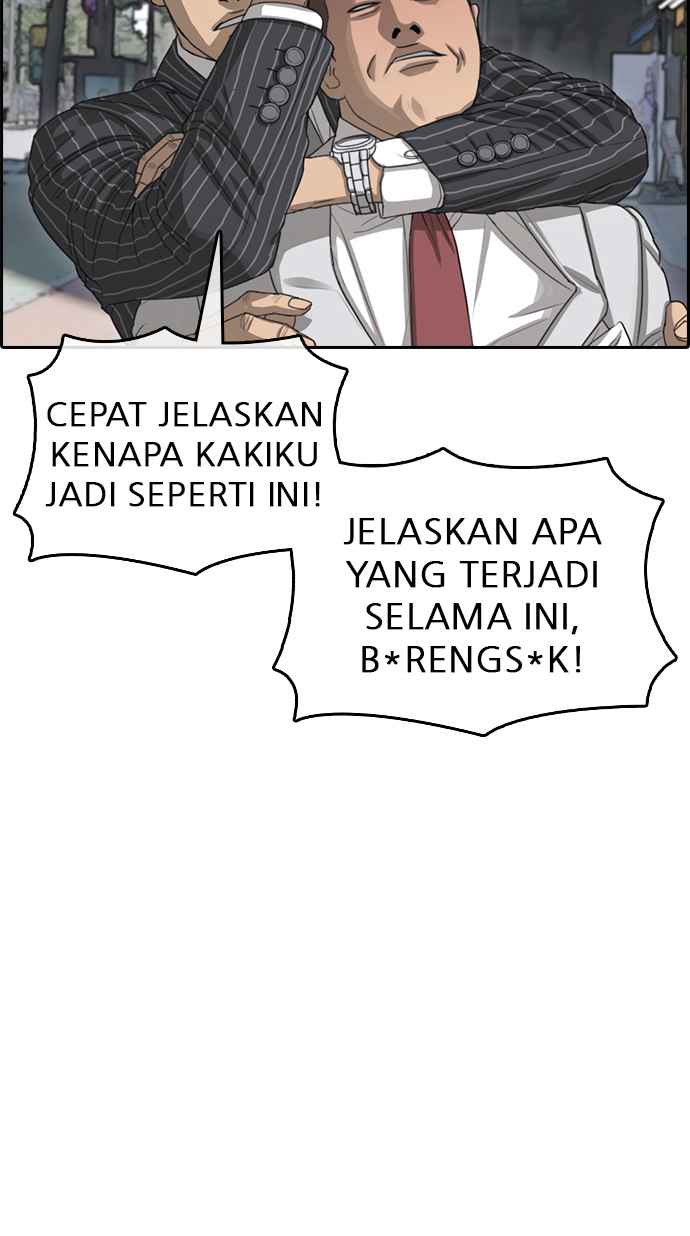 CEPAT JELASKAN
KENAPA KAKIKU
JADI SEPERTI INI!
JELASKAN APA
YANG TERJADI
SELAMA INI,
B*RENGS*K!